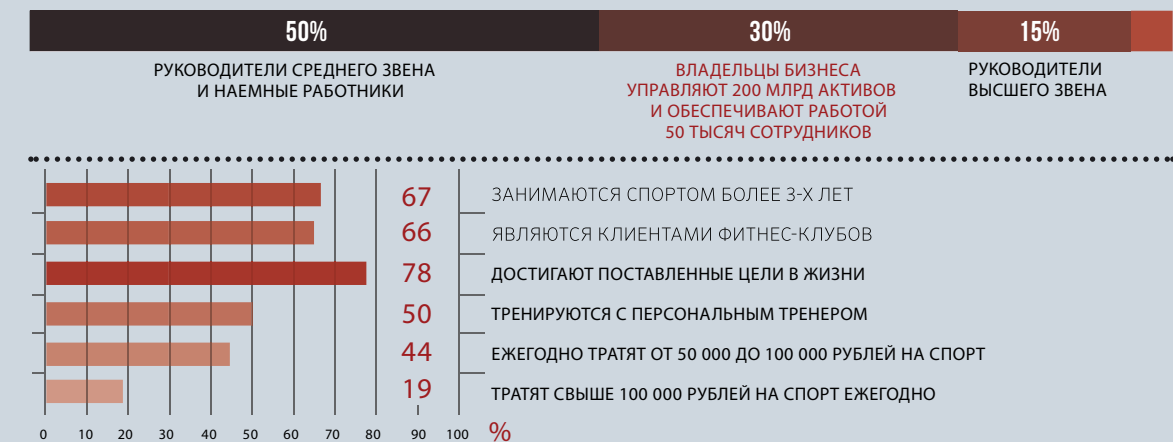 50%
30%
15%
РУКОВОДИТЕЛИ СРЕДНЕГО ЗВЕНА
И НАЕМНЫЕ РАБОТНИКИ
ВЛАДЕЛЬЦЫ БИЗНЕСА
УПРАВЛЯЮТ 200 МЛРД АКТИВОВ
И ОБЕСПЕЧИВАЮТ РАБОТОЙ
50 ТЫСЯЧ СОТРУДНИКОВ
РУКОВОДИТЕЛИ
ВЫСШЕГО ЗВЕНА
67 ЗАНИМАЮТСЯ СПОРТОМ БОЛЕЕ 3-Х ЛЕТ
66 ЯВЛЯЮТСЯ КЛИЕНТАМИ ФИТНЕС-КЛУБОВ
78 ДОСТИГАЮТ ПОСТАВЛЕННЫЕ ЦЕЛИ В ЖИЗНИ
50 ТРЕНИРУЮТСЯ С ПЕРСОНАЛЬНЫМ ТРЕНЕРОМ
44 ЕЖЕГОДНО ТРАТЯТ ОТ 50 000 ДО 100 000 РУБЛЕЙ НА СПОРТ
19 ТРАТЯТ СВЫШЕ 100 000 РУБЛЕЙ НА СПОРТ ЕЖЕГОДНО
0 10 20 30 40 50 60 70 80 90 100 %